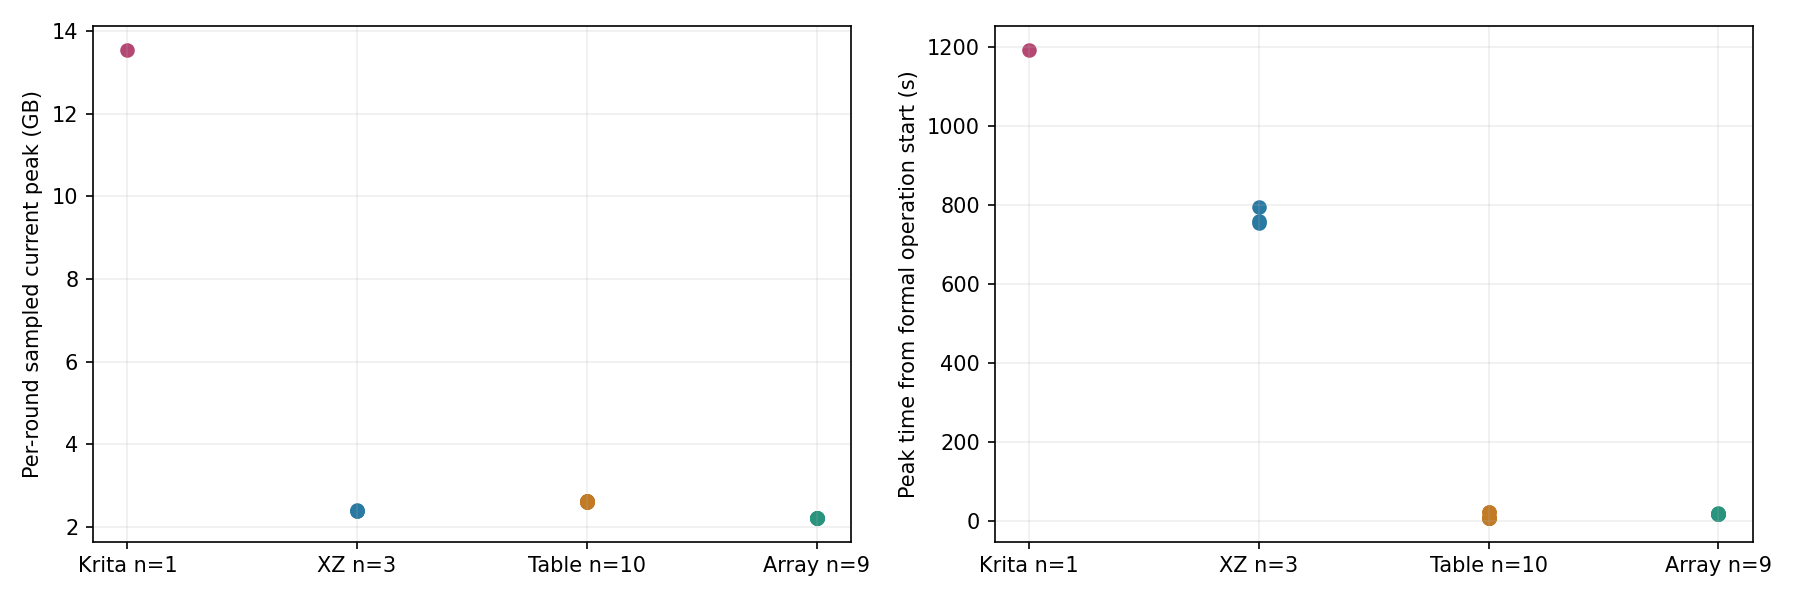 Per-round sampled current peak (GB)
14
12
10
8
6
4
2
Krita n=1
XZ n=3
Table n=10
Array n=9
Peak time from formal operation start (s)
1200
1000
800
600
400
200
0
Krita n=1
XZ n=3
Table n=10
Array n=9